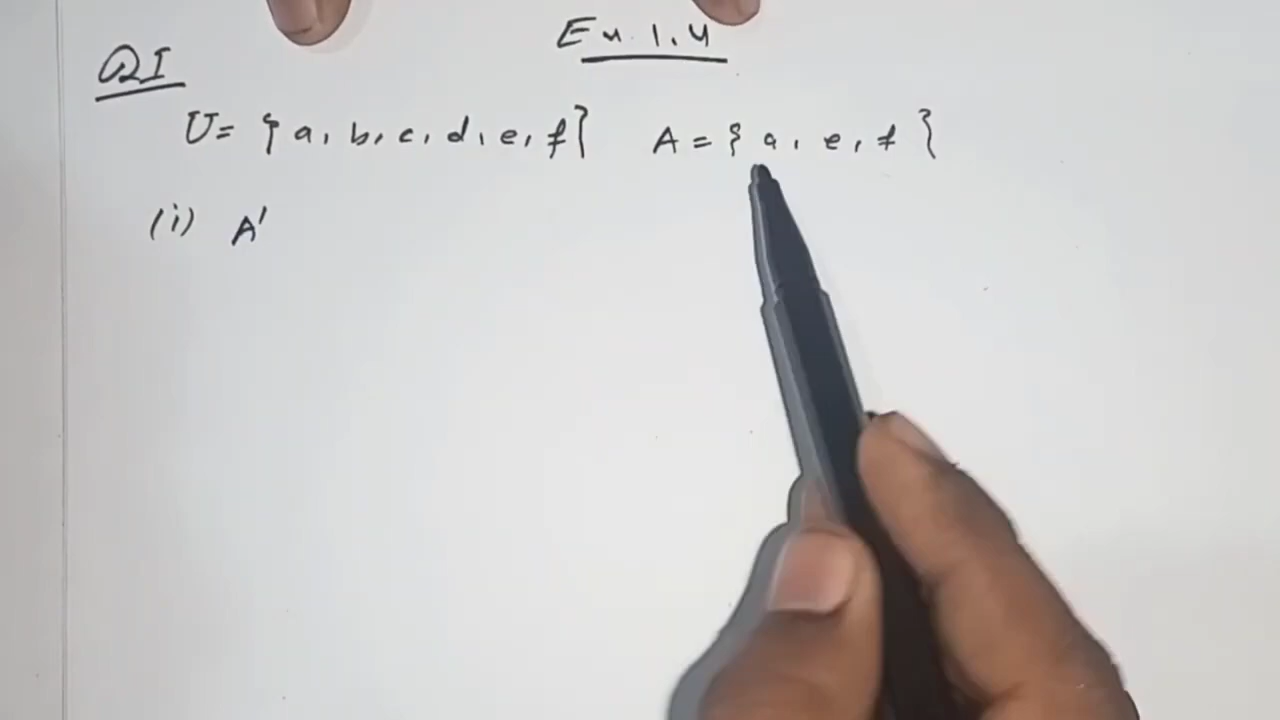 Ex 1.4
Q1
U = { a, b, c, d, e, f }   A = { a, e, f }
(i) A'